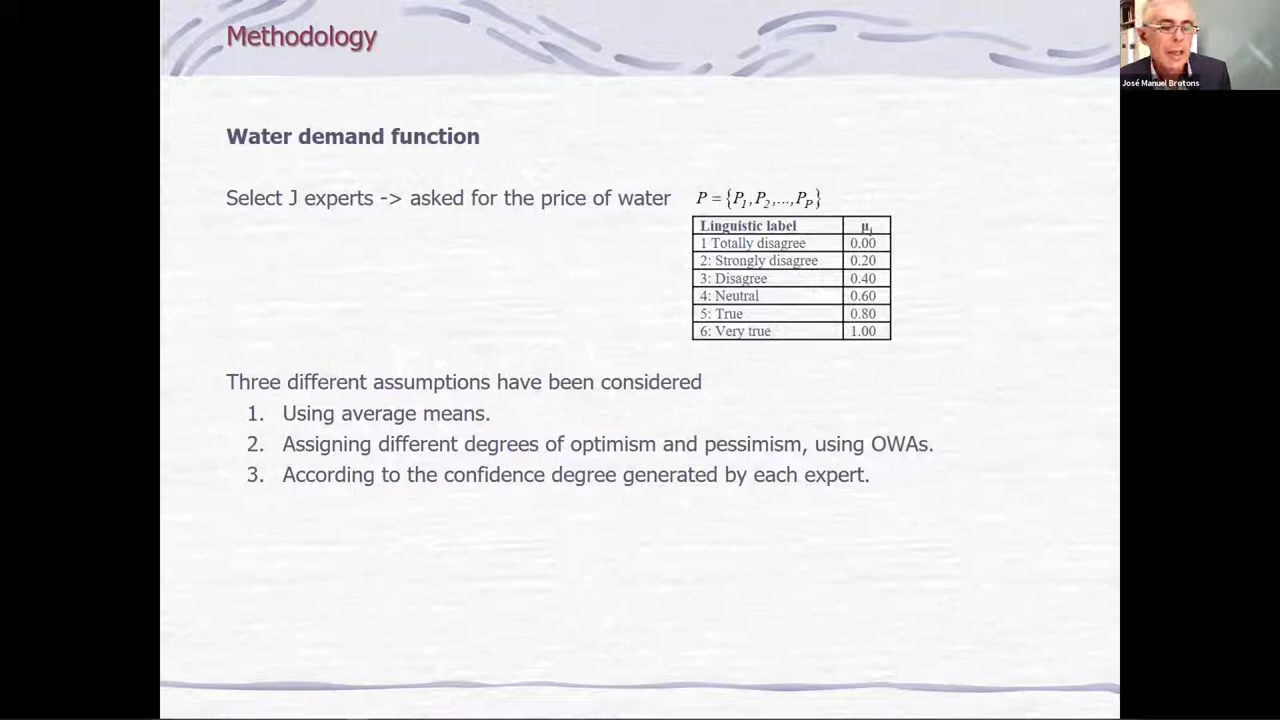 Methodology
José Manuel Brotons
Water demand function
Select J experts -> asked for the price of water P = {P1, P2, ..., PP}
Linguistic label μj
1 Totally disagree 0.00
2: Strongly disagree 0.20
3: Disagree 0.40
4: Neutral 0.60
5: True 0.80
6: Very true 1.00
Three different assumptions have been considered
1. Using average means.
2. Assigning different degrees of optimism and pessimism, using OWAs.
3. According to the confidence degree generated by each expert.